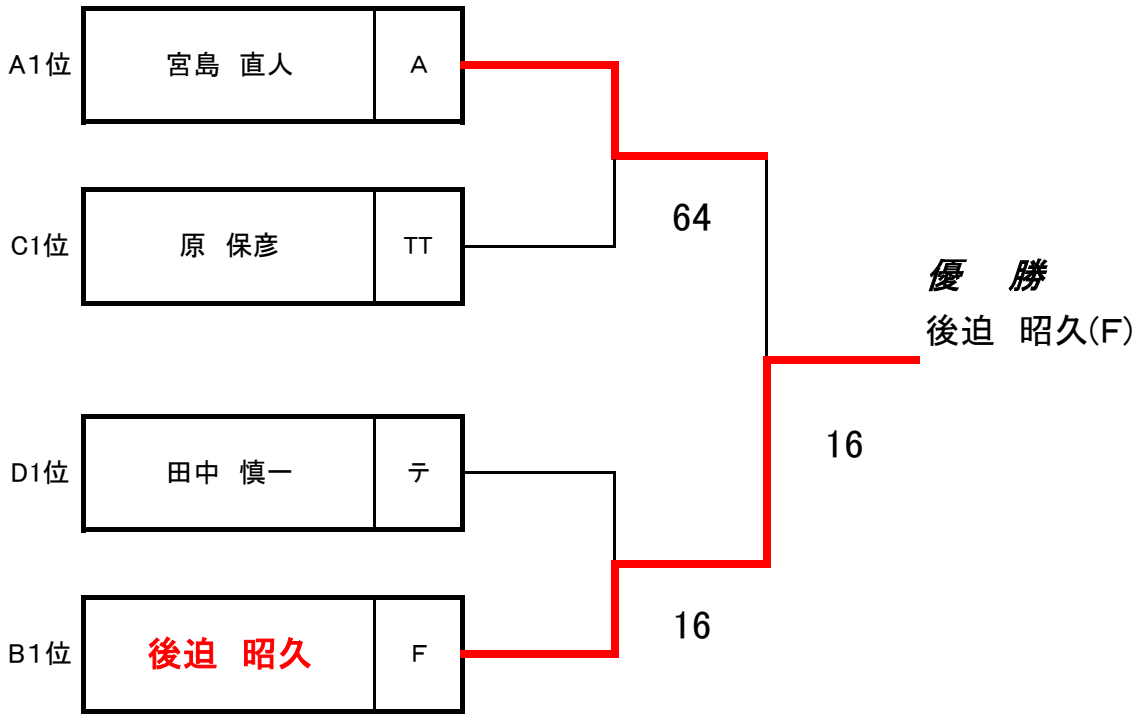 A1位 宮島 直人 A
64
C1位 原 保彦 TT
優 勝
後迫 昭久(F)
16
D1位 田中 慎一 テ
16
B1位 後迫 昭久 F